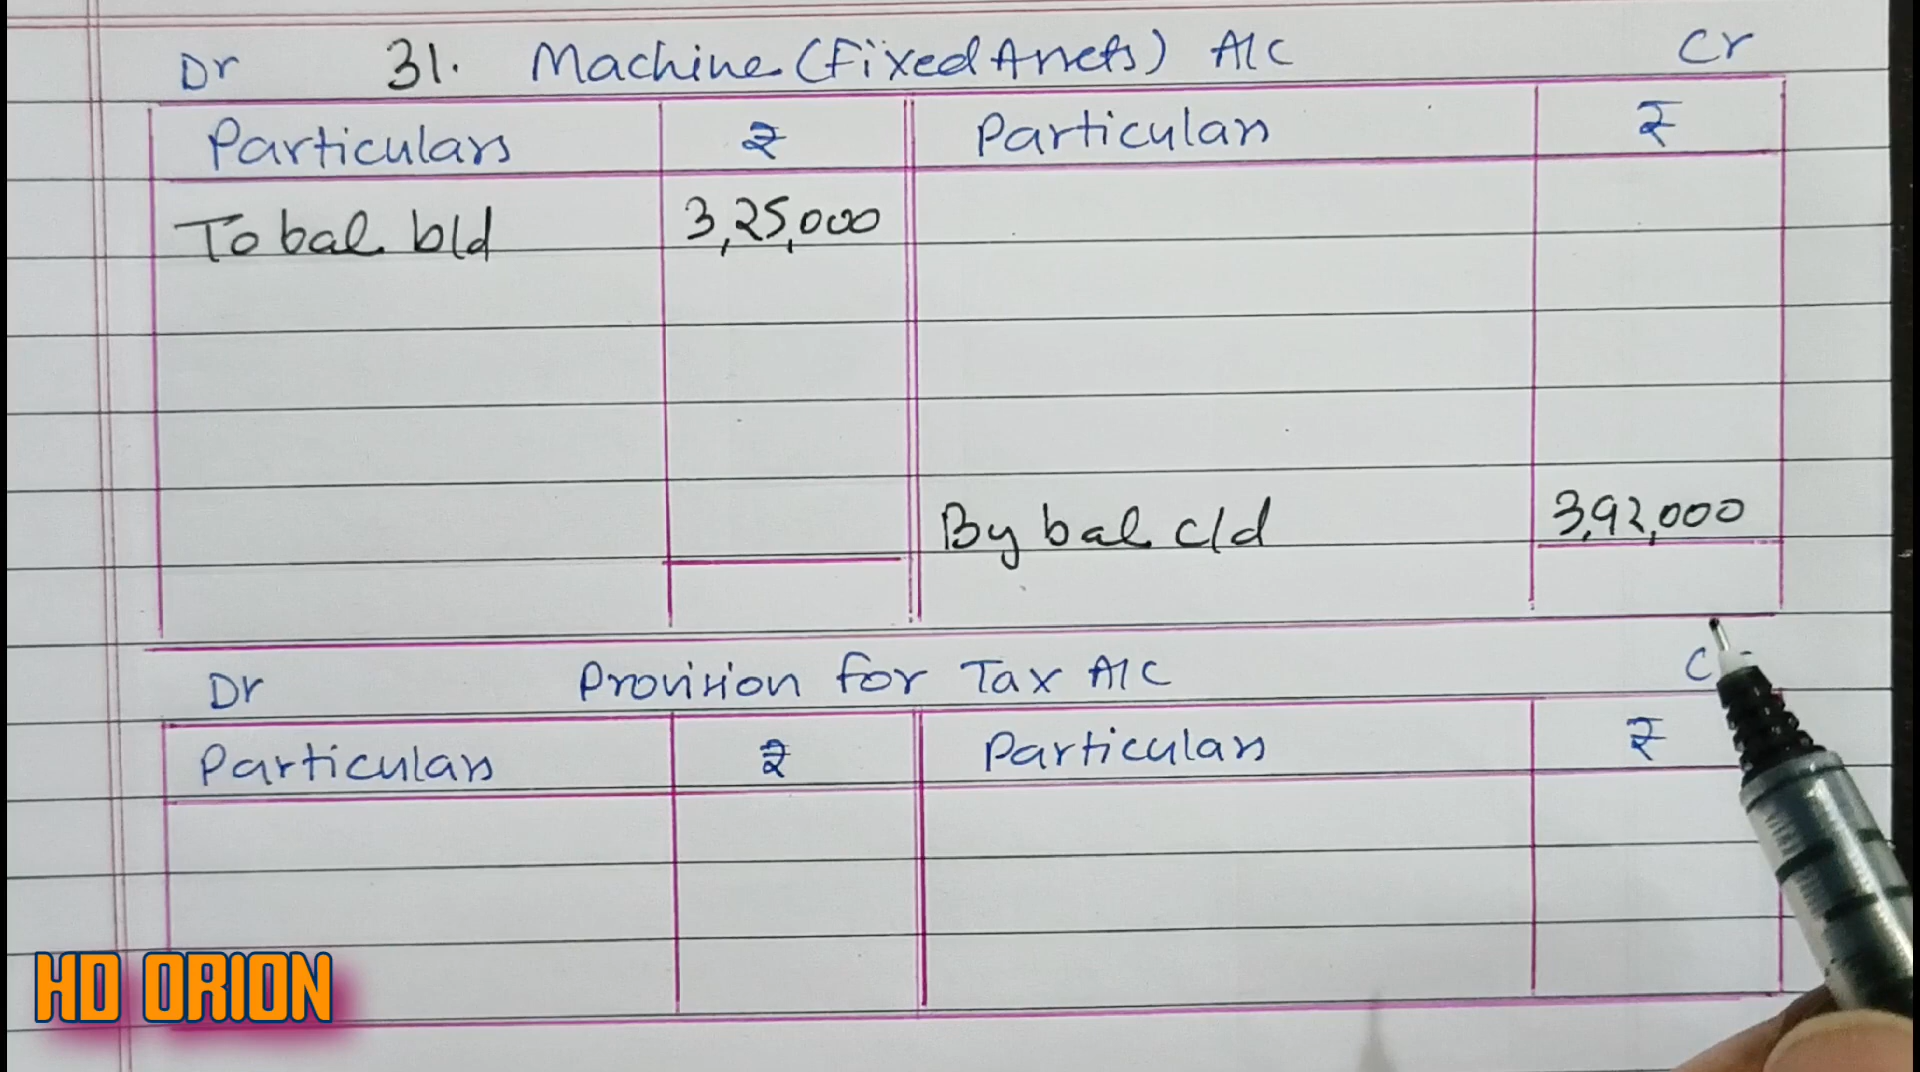 Dr 31. Machine (Fixed Assets) A/C Cr
Particulars ₹ Particulars ₹
To bal b/d 3,25,000
By bal c/d 3,92,000
Dr Provision for Tax A/C
Particulars ₹ Particulars ₹
HD ORION